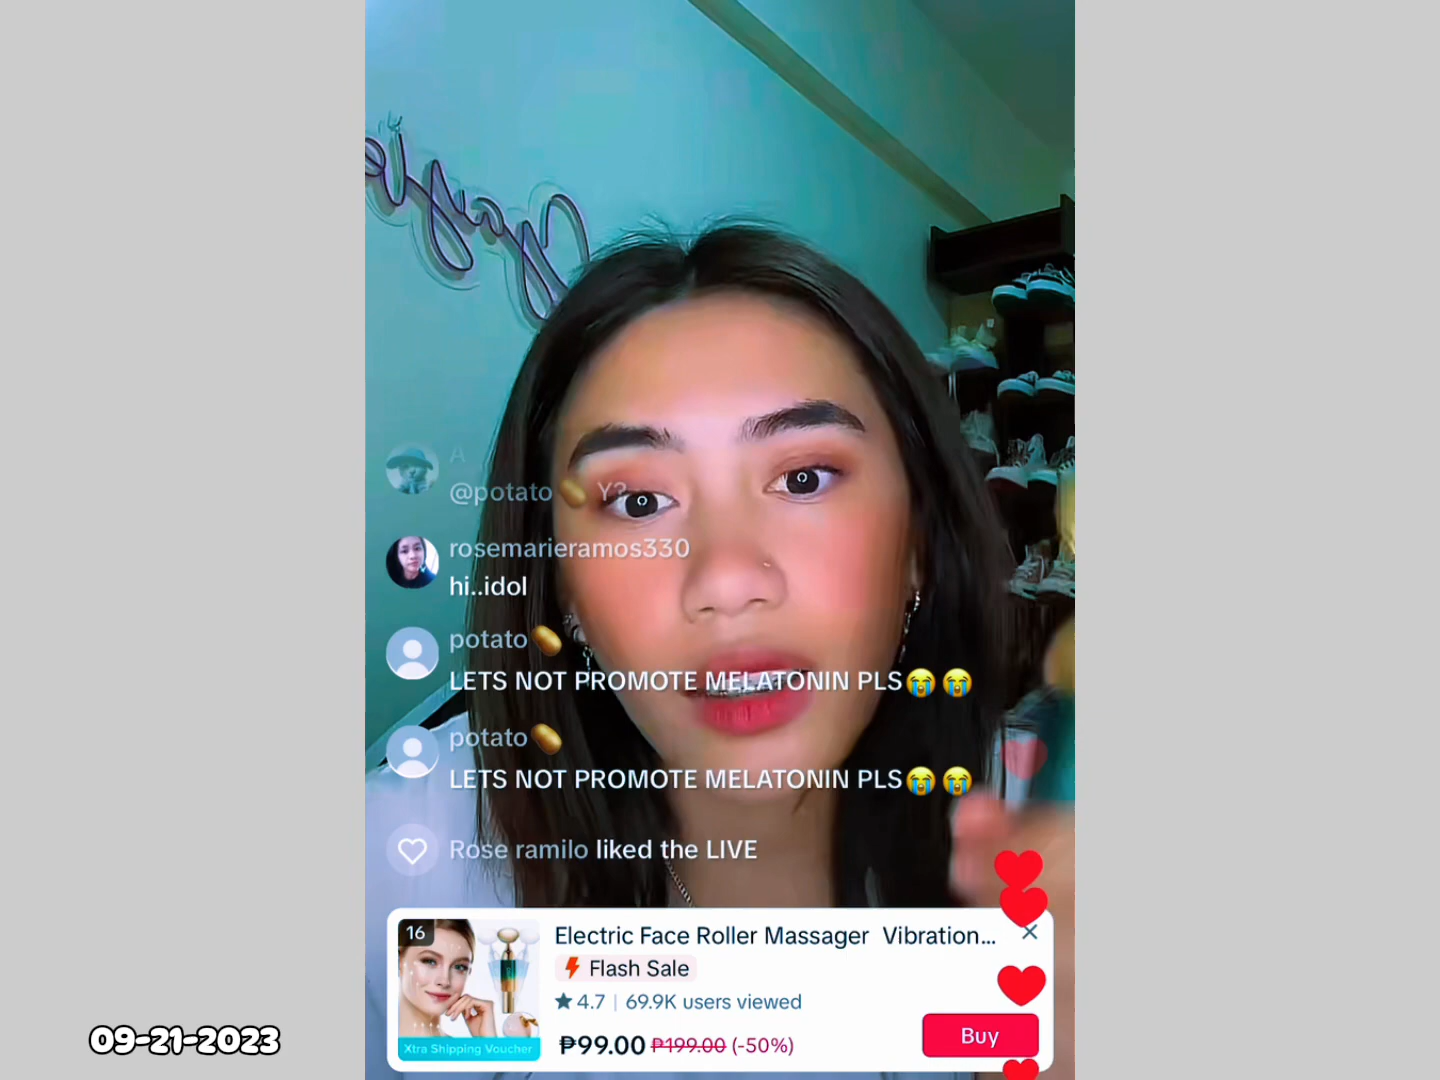 A
@potato🥔 Y?
rosemarieramos330
hi..idol
potato🥔
LETS NOT PROMOTE MELATONIN PLS😭😭
potato🥔
LETS NOT PROMOTE MELATONIN PLS😭😭
Rose ramilo liked the LIVE
16
Electric Face Roller Massager Vibration...
Flash Sale
4.7 | 69.9K users viewed
Xtra Shipping Voucher
₱99.00 ₱199.00 (-50%)
Buy
09-21-2023